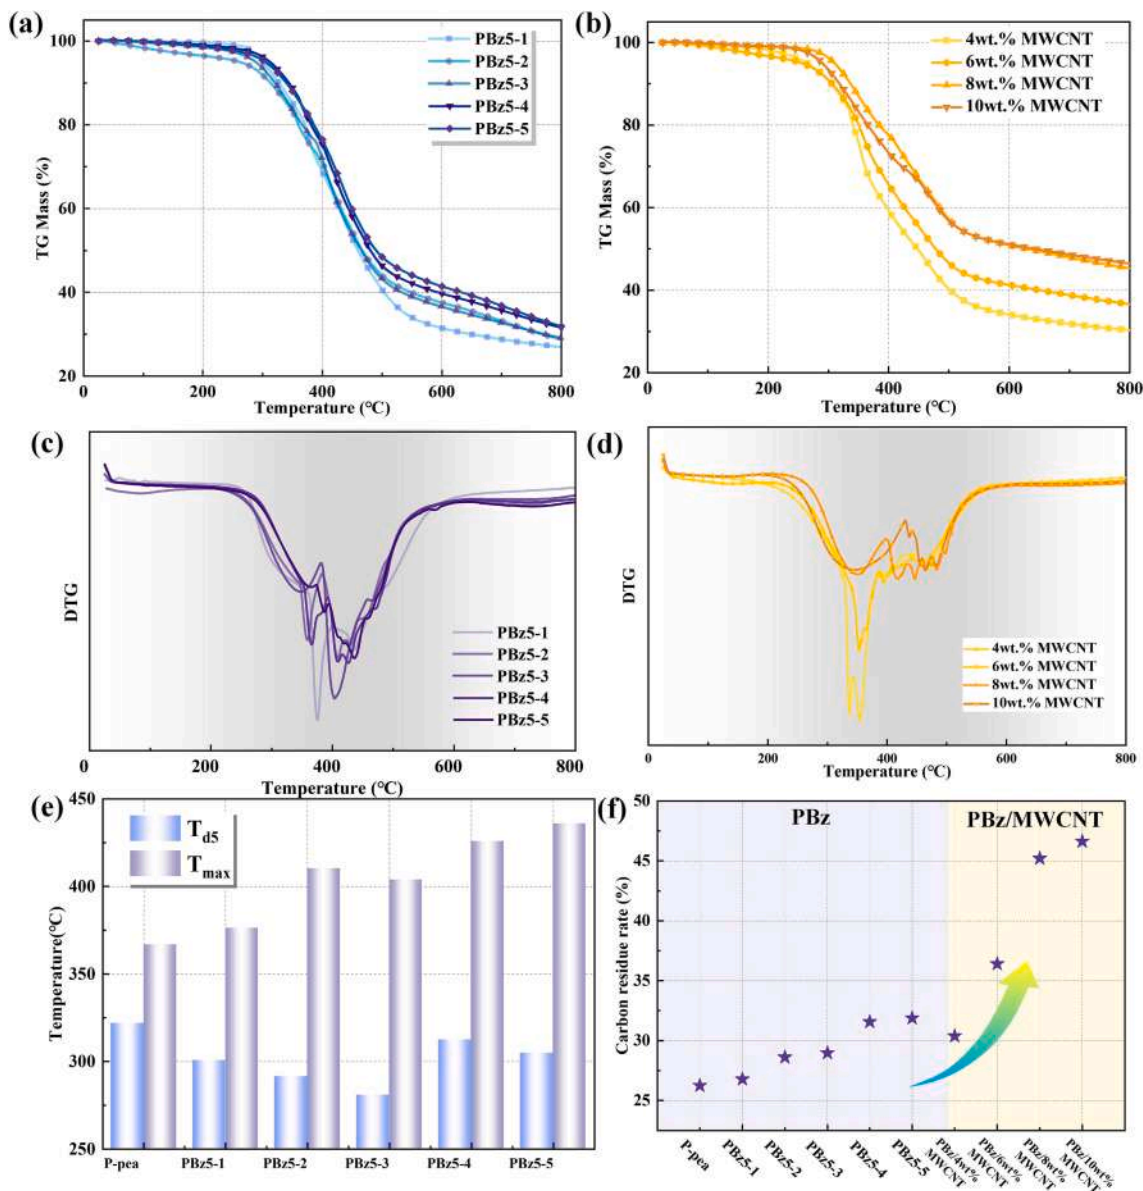 (a)
100
80
60
40
20
TG Mass (%)
0
200
400
600
800
Temperature (℃)
PBz5-1
PBz5-2
PBz5-3
PBz5-4
PBz5-5
(b)
100
80
60
40
20
TG Mass (%)
0
200
400
600
800
Temperature (℃)
4wt.% MWCNT
6wt.% MWCNT
8wt.% MWCNT
10wt.% MWCNT
(c)
DTG
0
200
400
600
800
Temperature (℃)
PBz5-1
PBz5-2
PBz5-3
PBz5-4
PBz5-5
(d)
DTG
0
200
400
600
800
Temperature (℃)
4wt.% MWCNT
6wt.% MWCNT
8wt.% MWCNT
10wt.% MWCNT
(e)
450
400
350
300
250
Temperature(℃)
Td5
Tmax
P-pea
PBz5-1
PBz5-2
PBz5-3
PBz5-4
PBz5-5
(f)
50
45
40
35
30
25
Carbon residue rate (%)
PBz
PBz/MWCNT
P-pea
PBz5-1
PBz5-2
PBz5-3
PBz5-4
PBz5-5
PBz/4wt%
MWCNT
PBz/6wt%
MWCNT
PBz/8wt%
MWCNT
PBz/10wt%
MWCNT